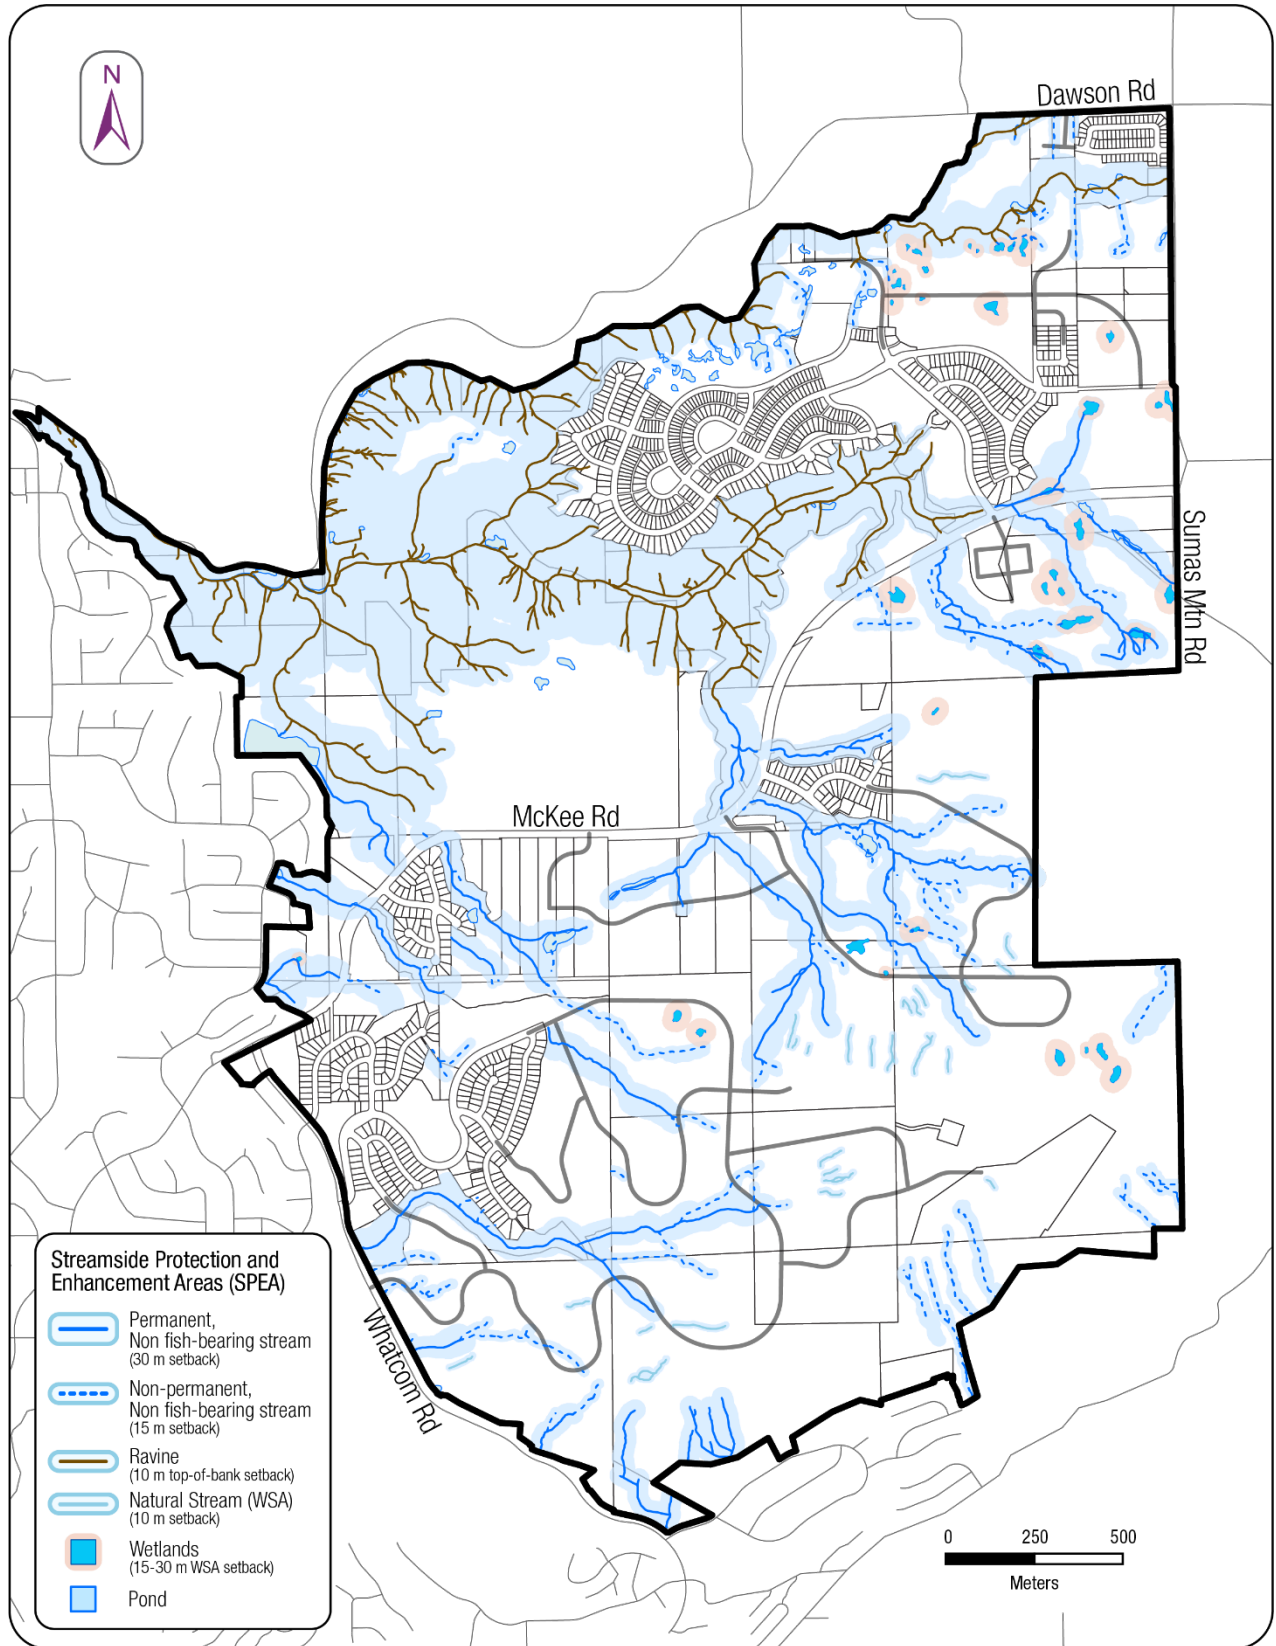 N
Dawson Rd
Sumas Mtn Rd
McKee Rd
Whatcom Rd
Streamside Protection and
Enhancement Areas (SPEA)
Permanent,
Non fish-bearing stream
(30 m setback)
Non-permanent,
Non fish-bearing stream
(15 m setback)
Ravine
(10 m top-of-bank setback)
Natural Stream (WSA)
(10 m setback)
Wetlands
(15-30 m WSA setback)
Pond
0 250 500
Meters